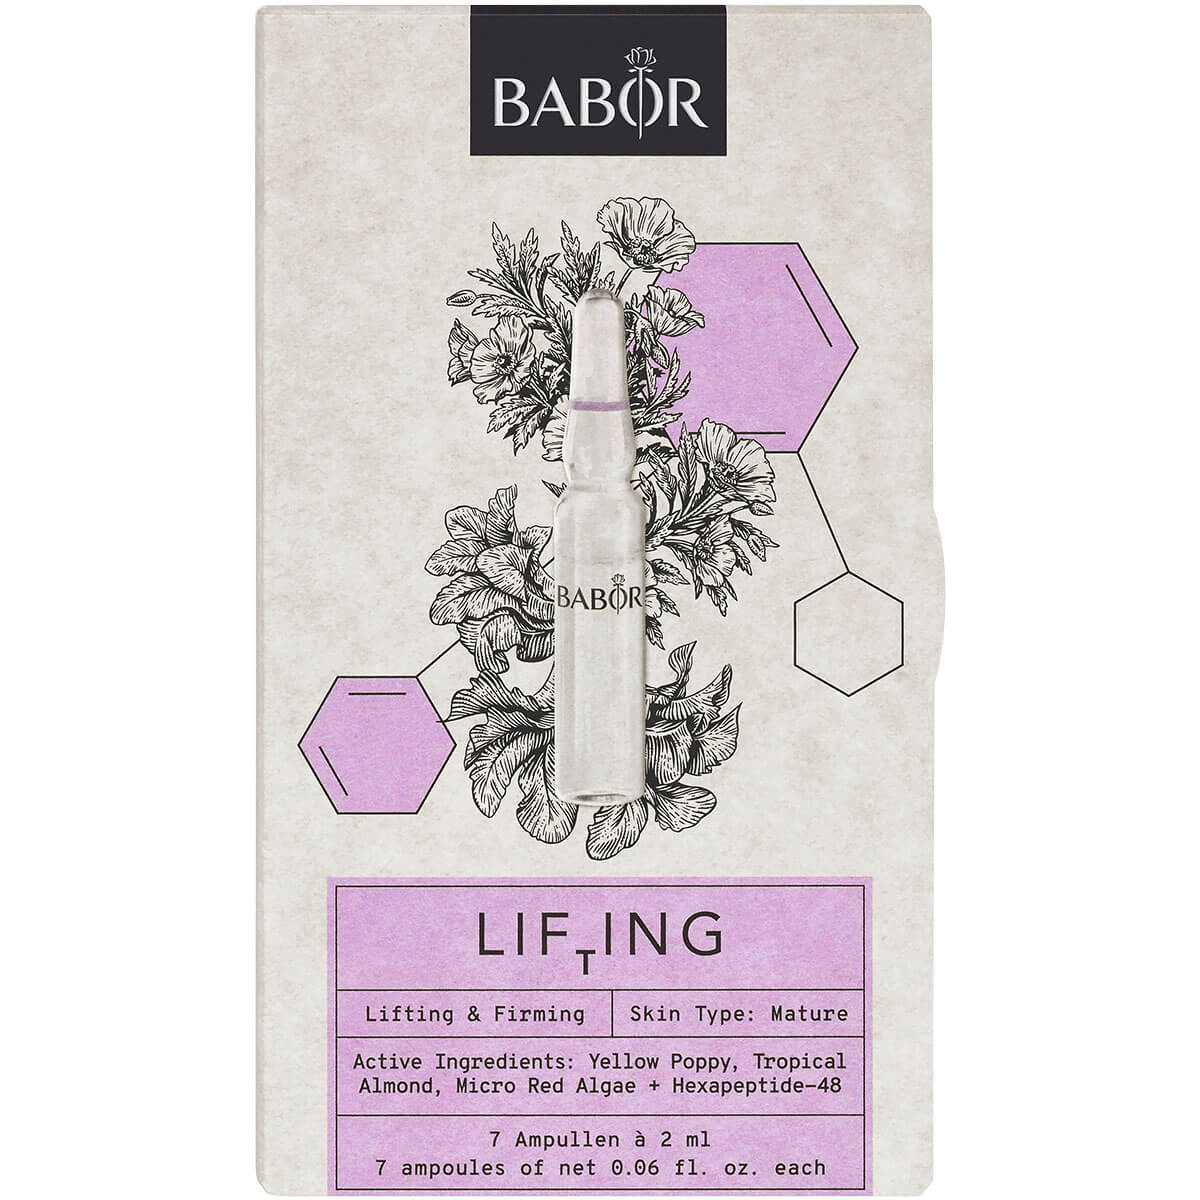 BABOR
BABOR
LIFTING
Lifting & Firming
Skin Type: Mature
Active Ingredients: Yellow Poppy, Tropical
Almond, Micro Red Algae + Hexapeptide-48
7 Ampullen à 2 ml
7 ampoules of net 0.06 fl. oz. each